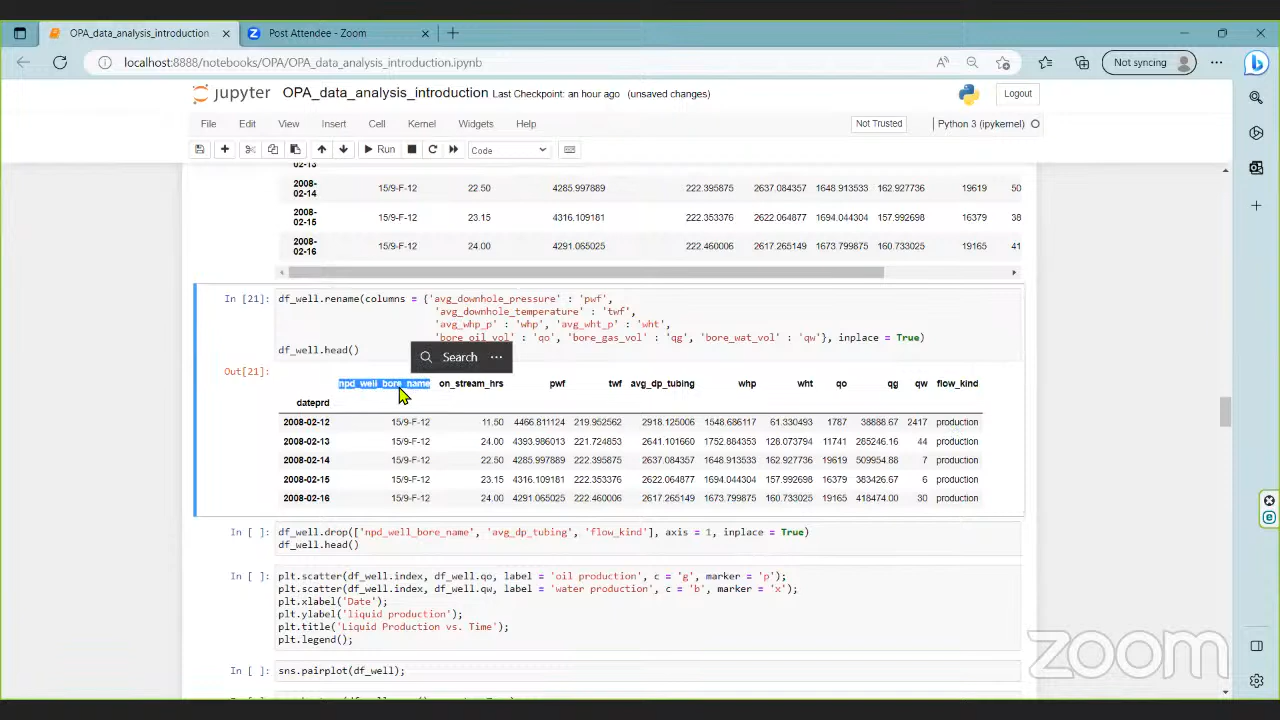 OPA_data_analysis_introduction
Post Attendee - Zoom
localhost:8888/notebooks/OPA/OPA_data_analysis_introduction.ipynb
Not syncing
jupyter OPA_data_analysis_introduction Last Checkpoint: an hour ago (unsaved changes)
Logout
File Edit View Insert Cell Kernel Widgets Help
Not Trusted
Python 3 (ipykernel)
Run
Code
02-13
2008-
02-14
15/9-F-12 22.50 4285.997889 222.395875 2637.084357 1648.913533 162.927736 19619 50
2008-
02-15
15/9-F-12 23.15 4316.109181 222.353376 2622.064877 1694.044304 157.992698 16379 38
2008-
02-16
15/9-F-12 24.00 4291.065025 222.460006 2617.265149 1673.799875 160.733025 19165 41
In [21]: df_well.rename(columns = {'avg_downhole_pressure' : 'pwf',
'avg_downhole_temperature' : 'twf',
'avg_whp_p' : 'whp', 'avg_wht_p' : 'wht',
'bore_oil_vol' : 'qo', 'bore_gas_vol' : 'qg', 'bore_wat_vol' : 'qw'}, inplace = True)
df_well.head()
Search ...
Out[21]:
npd_well_bore_name on_stream_hrs pwf twf avg_dp_tubing whp wht qo qg qw flow_kind
dateprd
2008-02-12 15/9-F-12 11.50 4466.811124 219.952562 2918.125006 1548.686117 61.330493 1787 38888.67 2417 production
2008-02-13 15/9-F-12 24.00 4393.986013 221.724853 2641.101660 1752.884353 128.073794 11741 285246.16 44 production
2008-02-14 15/9-F-12 22.50 4285.997889 222.395875 2637.084357 1648.913533 162.927736 19619 509954.88 7 production
2008-02-15 15/9-F-12 23.15 4316.109181 222.353376 2622.064877 1694.044304 157.992698 16379 383426.67 6 production
2008-02-16 15/9-F-12 24.00 4291.065025 222.460006 2617.265149 1673.799875 160.733025 19165 418474.00 30 production
In [ ]: df_well.drop(['npd_well_bore_name', 'avg_dp_tubing', 'flow_kind'], axis = 1, inplace = True)
df_well.head()
In [ ]: plt.scatter(df_well.index, df_well.qo, label = 'oil production', c = 'g', marker = 'p');
plt.scatter(df_well.index, df_well.qw, label = 'water production', c = 'b', marker = 'x');
plt.xlabel('Date');
plt.ylabel('liquid production');
plt.title('Liquid Production vs. Time');
plt.legend();
In [ ]: sns.pairplot(df_well);
zoom